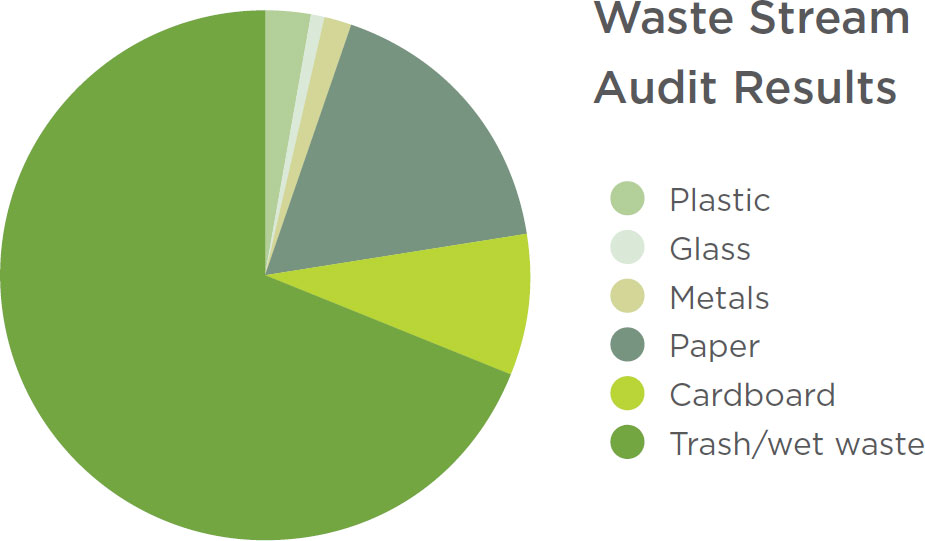 Waste Stream
Audit Results
Plastic
Glass
Metals
Paper
Cardboard
Trash/wet waste